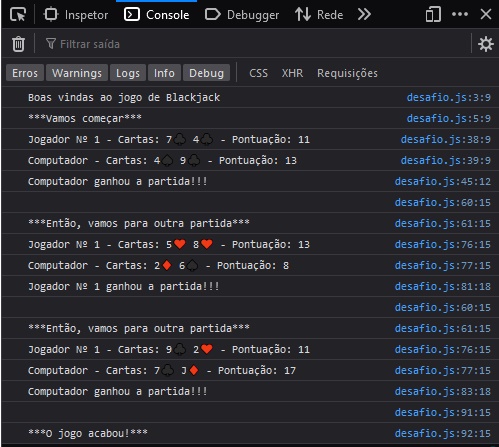 Inspetor Console Debugger Rede
Filtrar saída
Erros Warnings Logs Info Debug CSS XHR Requisições
Boas vindas ao jogo de Blackjack desafio.js:3:9
***Vamos começar*** desafio.js:5:9
Jogador Nº 1 - Cartas: 7♣ 4♣ - Pontuação: 11 desafio.js:38:9
Computador - Cartas: 4♠ 9♣ - Pontuação: 13 desafio.js:39:9
Computador ganhou a partida!!! desafio.js:45:12
desafio.js:60:15
***Então, vamos para outra partida*** desafio.js:61:15
Jogador Nº 1 - Cartas: 5♥ 8♥ - Pontuação: 13 desafio.js:76:15
Computador - Cartas: 2♦ 6♠ - Pontuação: 8 desafio.js:77:15
Jogador Nº 1 ganhou a partida!!! desafio.js:81:18
desafio.js:60:15
***Então, vamos para outra partida*** desafio.js:61:15
Jogador Nº 1 - Cartas: 9♣ 2♥ - Pontuação: 11 desafio.js:76:15
Computador - Cartas: 7♣ J♦ - Pontuação: 17 desafio.js:77:15
Computador ganhou a partida!!! desafio.js:83:18
desafio.js:91:15
***O jogo acabou!*** desafio.js:92:15